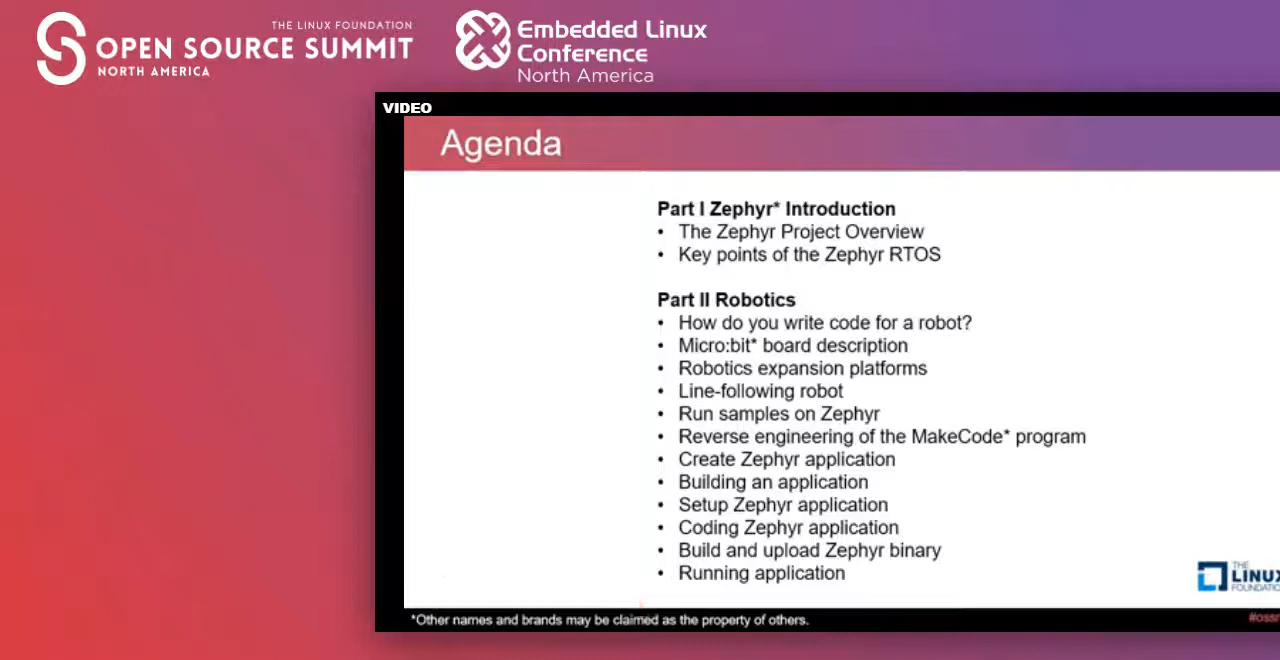 THE LINUX FOUNDATION
OPEN SOURCE SUMMIT
NORTH AMERICA
Embedded Linux
Conference
North America
VIDEO
Agenda
Part I Zephyr* Introduction
• The Zephyr Project Overview
• Key points of the Zephyr RTOS
Part II Robotics
• How do you write code for a robot?
• Micro:bit* board description
• Robotics expansion platforms
• Line-following robot
• Run samples on Zephyr
• Reverse engineering of the MakeCode* program
• Create Zephyr application
• Building an application
• Setup Zephyr application
• Coding Zephyr application
• Build and upload Zephyr binary
• Running application
THE
LINUX
FOUNDATIO
*Other names and brands may be claimed as the property of others.